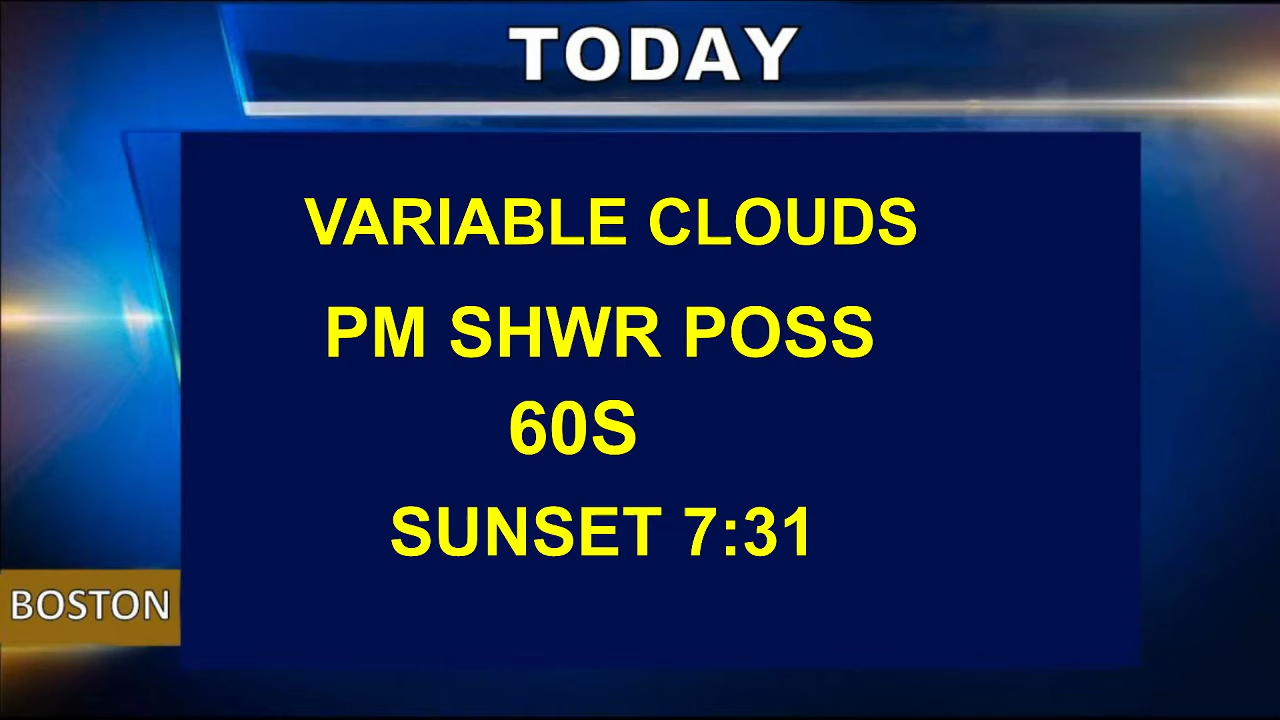 TODAY
VARIABLE CLOUDS
PM SHWR POSS
60S
SUNSET 7:31
BOSTON